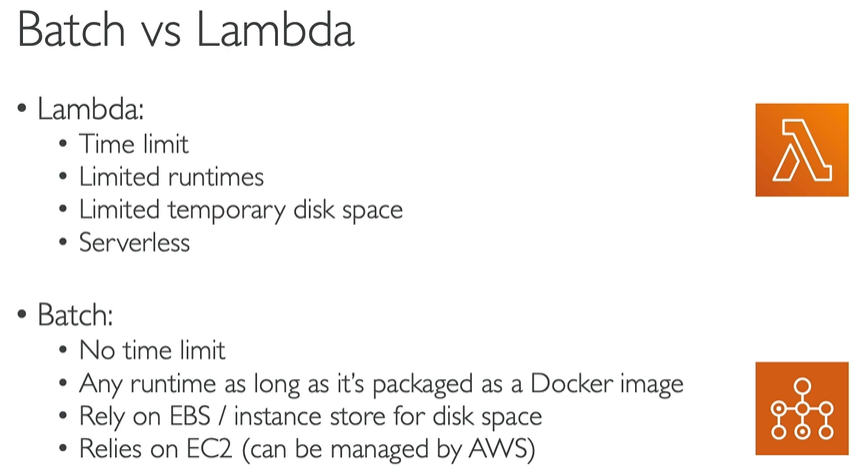 Batch vs Lambda
• Lambda:
• Time limit
• Limited runtimes
• Limited temporary disk space
• Serverless
• Batch:
• No time limit
• Any runtime as long as it's packaged as a Docker image
• Rely on EBS / instance store for disk space
• Relies on EC2 (can be managed by AWS)